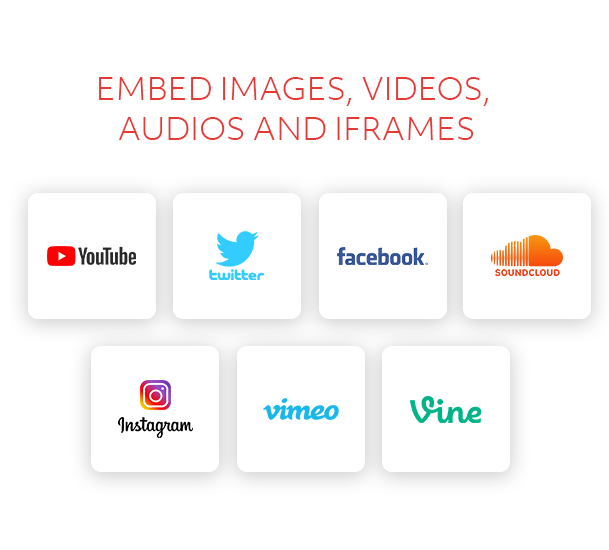 EMBED IMAGES, VIDEOS,
AUDIOS AND IFRAMES
YouTube
twitter
facebook
SOUNDCLOUD
Instagram
vimeo
Vine